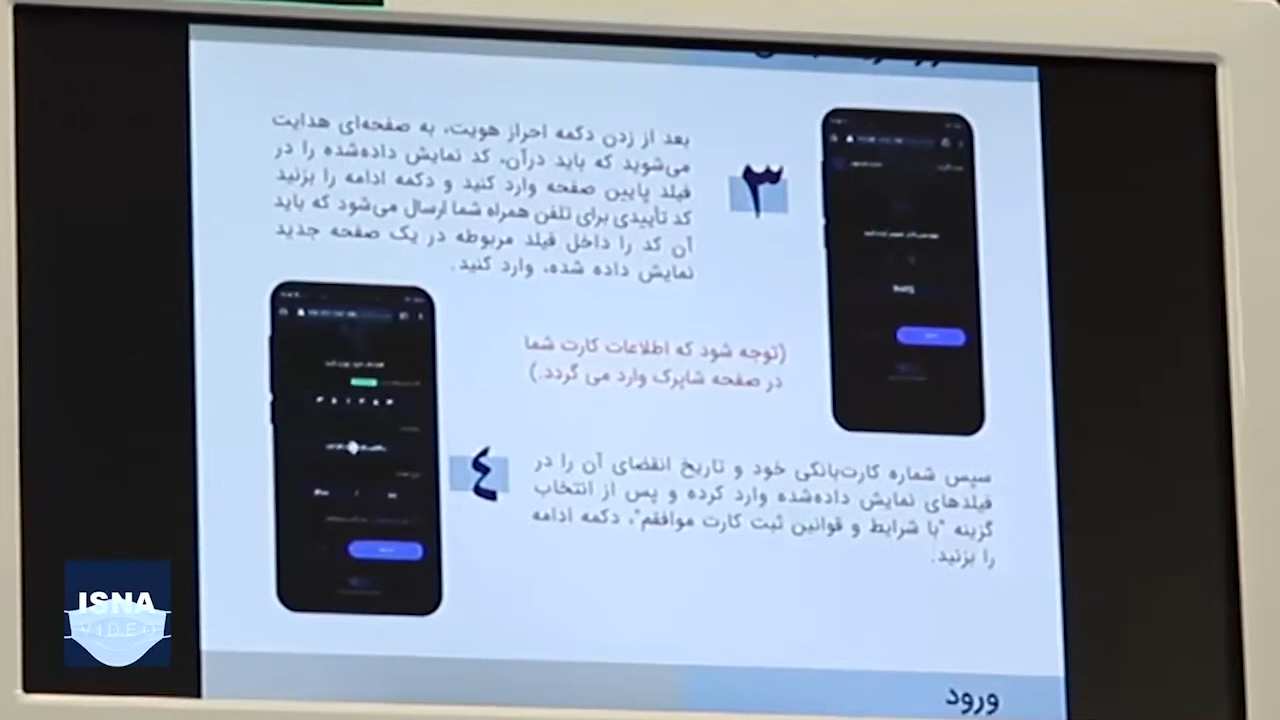 ۳
بعد از زدن دکمه احراز هویت، به صفحه‌ای هدایت
می‌شوید که باید درآن، کد نمایش داده‌شده را در
فیلد پایین صفحه وارد کنید و دکمه ادامه را بزنید
کد تأییدی برای تلفن همراه شما ارسال می‌شود که باید
آن کد را داخل فیلد مربوطه در یک صفحه جدید
نمایش داده شده، وارد کنید.
(توجه شود که اطلاعات کارت شما
در صفحه شاپرک وارد می گردد.)
٤
سپس شماره کارت‌بانکی خود و تاریخ انقضای آن را در
فیلدهای نمایش داده‌شده وارد کرده و پس از انتخاب
گزینه "با شرایط و قوانین ثبت کارت موافقم"، دکمه ادامه
را بزنید.
ورود
ISNA
VIDEO